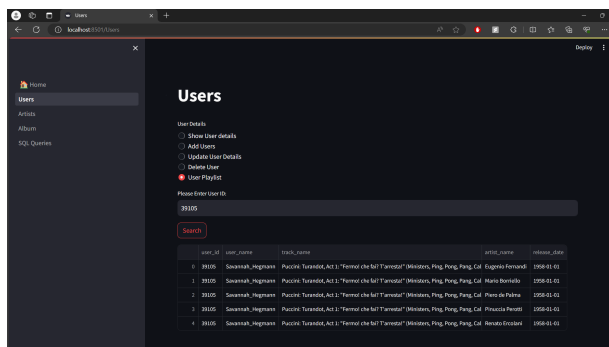 Users
localhost:8501/Users
Deploy
Home
Users
Artists
Album
SQL Queries
Users
User Details
Show User details
Add Users
Update User Details
Delete User
User Playlist
Please Enter User ID:
39105
Search
user_id user_name track_name artist_name release_date
0 39105 Savannah_Hegmann Puccini: Turandot, Act 1: "Fermo! che fai? T'arresta!" (Ministers, Ping, Pong, Pang, Cal Eugenio Fernandi 1958-01-01
1 39105 Savannah_Hegmann Puccini: Turandot, Act 1: "Fermo! che fai? T'arresta!" (Ministers, Ping, Pong, Pang, Cal Mario Borriello 1958-01-01
2 39105 Savannah_Hegmann Puccini: Turandot, Act 1: "Fermo! che fai? T'arresta!" (Ministers, Ping, Pong, Pang, Cal Piero de Palma 1958-01-01
3 39105 Savannah_Hegmann Puccini: Turandot, Act 1: "Fermo! che fai? T'arresta!" (Ministers, Ping, Pong, Pang, Cal Pinuccia Perotti 1958-01-01
4 39105 Savannah_Hegmann Puccini: Turandot, Act 1: "Fermo! che fai? T'arresta!" (Ministers, Ping, Pong, Pang, Cal Renato Ercolani 1958-01-01